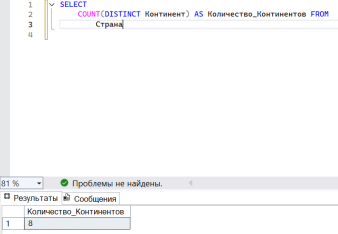 1 SELECT
2 COUNT(DISTINCT Континент) AS Количество_Континентов FROM
3 Страна
4
81 % Проблемы не найдены.
Результаты Сообщения
Количество_Континентов
1 8